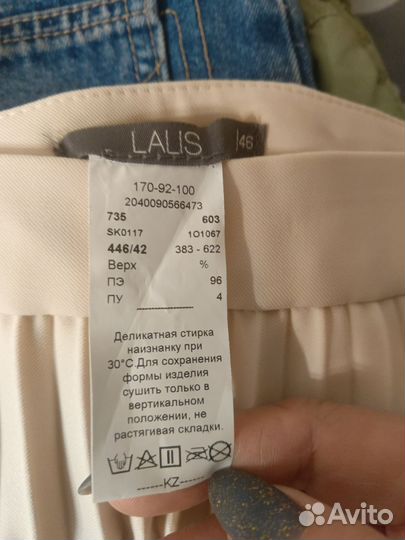 LALIS 46
170-92-100
2040090566473
735 603
SK0117 1O1067
446/42 383 - 622
Верх %
ПЭ 96
ПУ 4
Деликатная стирка
наизнанку при
30°С.Для сохранения
формы изделия
сушить только в
вертикальном
положении, не
растягивая складки.
------KZ------
Avito